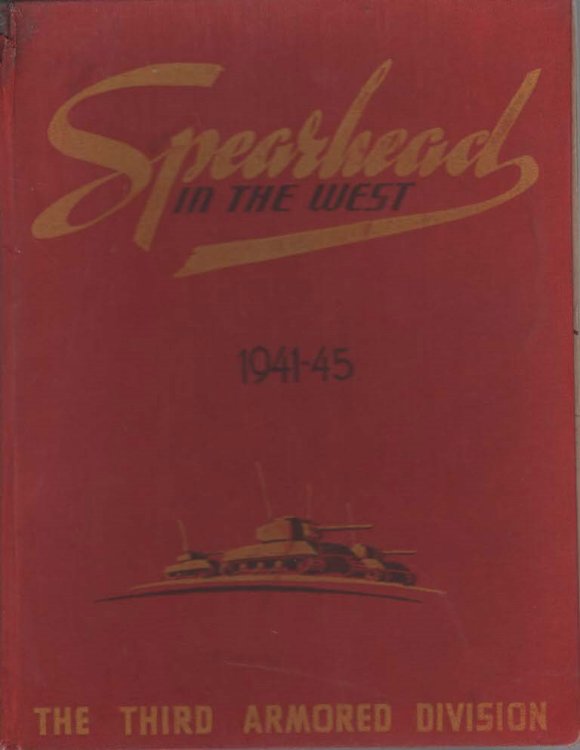 Spearhead
IN THE WEST
1941-45
THE THIRD ARMORED DIVISION